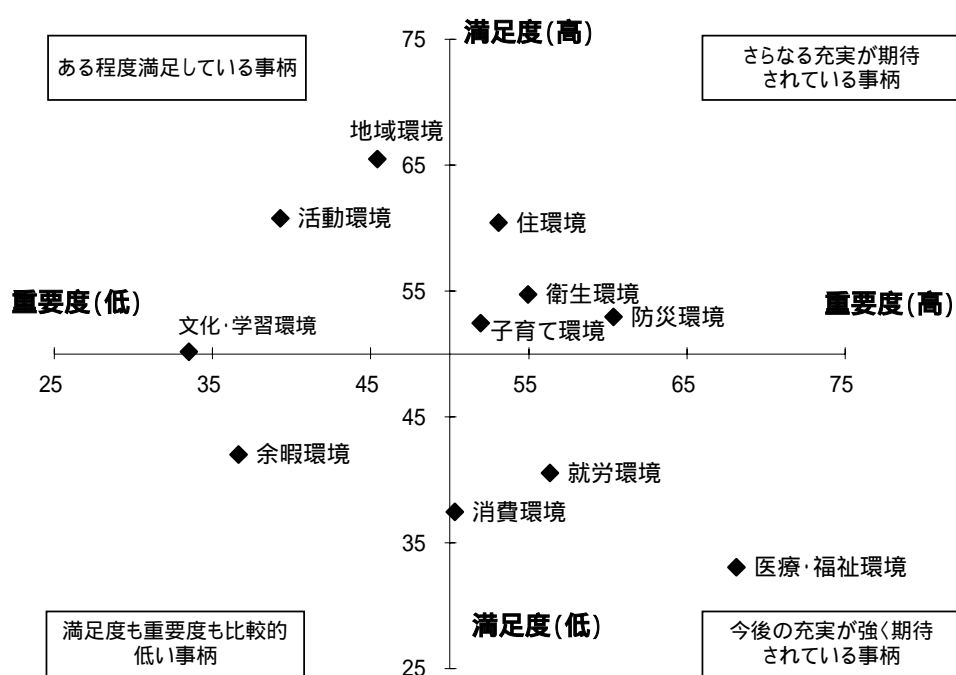 75
満足度(高)
ある程度満足している事柄
さらなる充実が期待
されている事柄
地域環境
65
活動環境
住環境
重要度(低)
55
衛生環境
防災環境
重要度(高)
文化・学習環境
子育て環境
25
35
45
55
65
75
45
余暇環境
就労環境
消費環境
35
医療・福祉環境
満足度も重要度も比較的
低い事柄
満足度(低)
今後の充実が強く期待
されている事柄
25